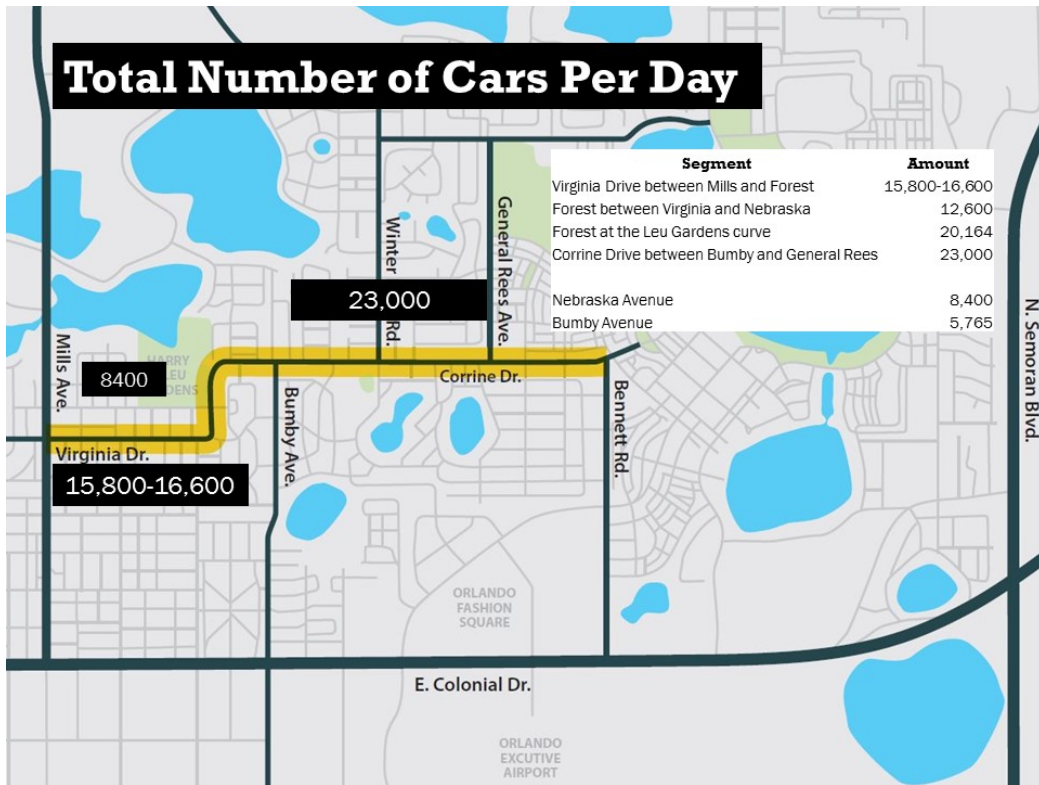 Total Number of Cars Per Day
Segment Amount
Virginia Drive between Mills and Forest 15,800-16,600
Forest between Virginia and Nebraska 12,600
Forest at the Leu Gardens curve 20,164
Corrine Drive between Bumby and General Rees 23,000
Nebraska Avenue 8,400
Bumby Avenue 5,765
General Rees Ave.
Winter
Rd.
23,000
N. Semoran Blvd.
Mills Ave.
HARRY
LEU
DENS
8400
Corrine Dr.
Bumby Ave.
Bennett Rd.
Virginia Dr.
15,800-16,600
ORLANDO
FASHION
SQUARE
E. Colonial Dr.
ORLANDO
EXCUTIVE
AIRPORT